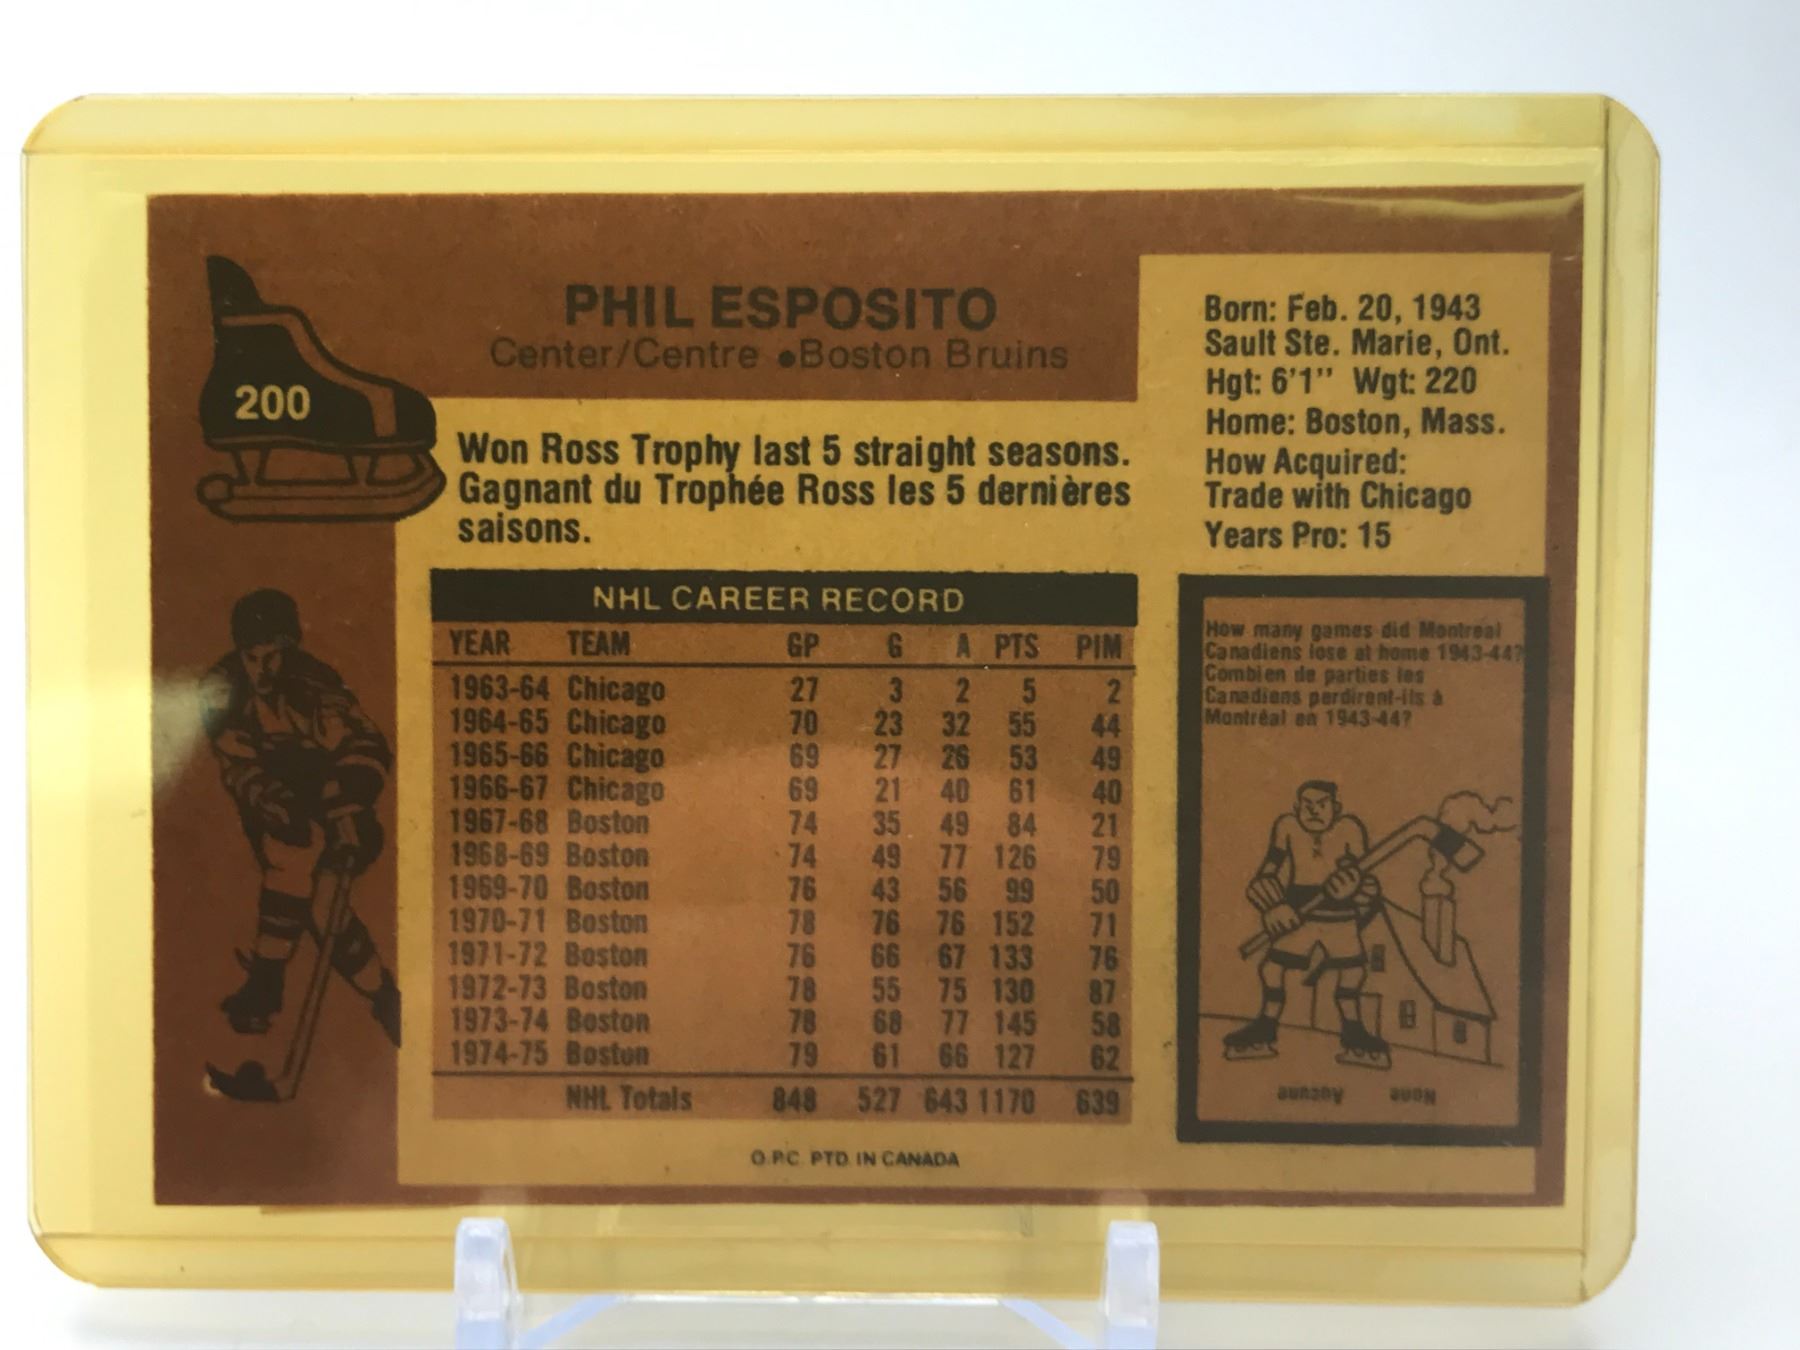 PHIL ESPOSITO
Center/Centre •Boston Bruins
200
Won Ross Trophy last 5 straight seasons.
Gagnant du Trophée Ross les 5 dernières
saisons.
Born: Feb. 20, 1943
Sault Ste. Marie, Ont.
Hgt: 6'1" Wgt: 220
Home: Boston, Mass.
How Acquired:
Trade with Chicago
Years Pro: 15
NHL CAREER RECORD
YEAR TEAM GP G A PTS PIM
1963-64 Chicago 27 3 2 5 2
1964-65 Chicago 70 23 32 55 44
1965-66 Chicago 69 27 26 53 49
1966-67 Chicago 69 21 40 61 40
1967-68 Boston 74 35 49 84 21
1968-69 Boston 74 49 77 126 79
1969-70 Boston 76 43 56 99 50
1970-71 Boston 78 76 76 152 71
1971-72 Boston 76 66 67 133 76
1972-73 Boston 78 55 75 130 87
1973-74 Boston 78 68 77 145 58
1974-75 Boston 79 61 66 127 62
NHL Totals 848 527 643 1170 639
O.P.C. PTD. IN CANADA
How many games did Montreal
Canadiens lose at home 1943-44?
Combien de parties les
Canadiens perdirent-ils à
Montréal en 1943-44?
None Aucune